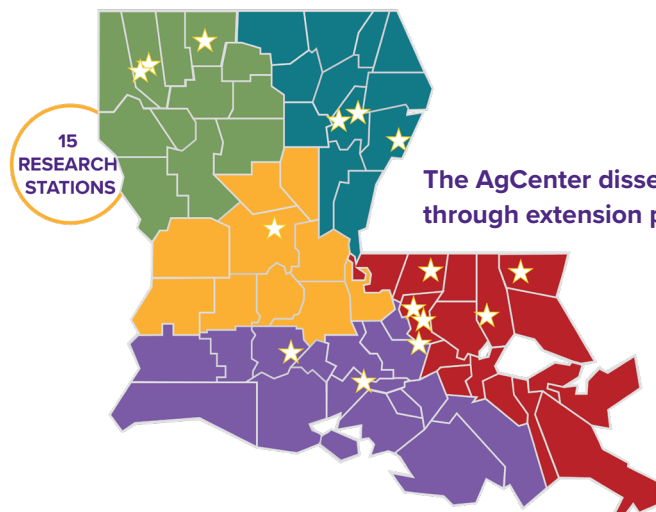 15
RESEARCH
STATIONS
The AgCenter disse
through extension p